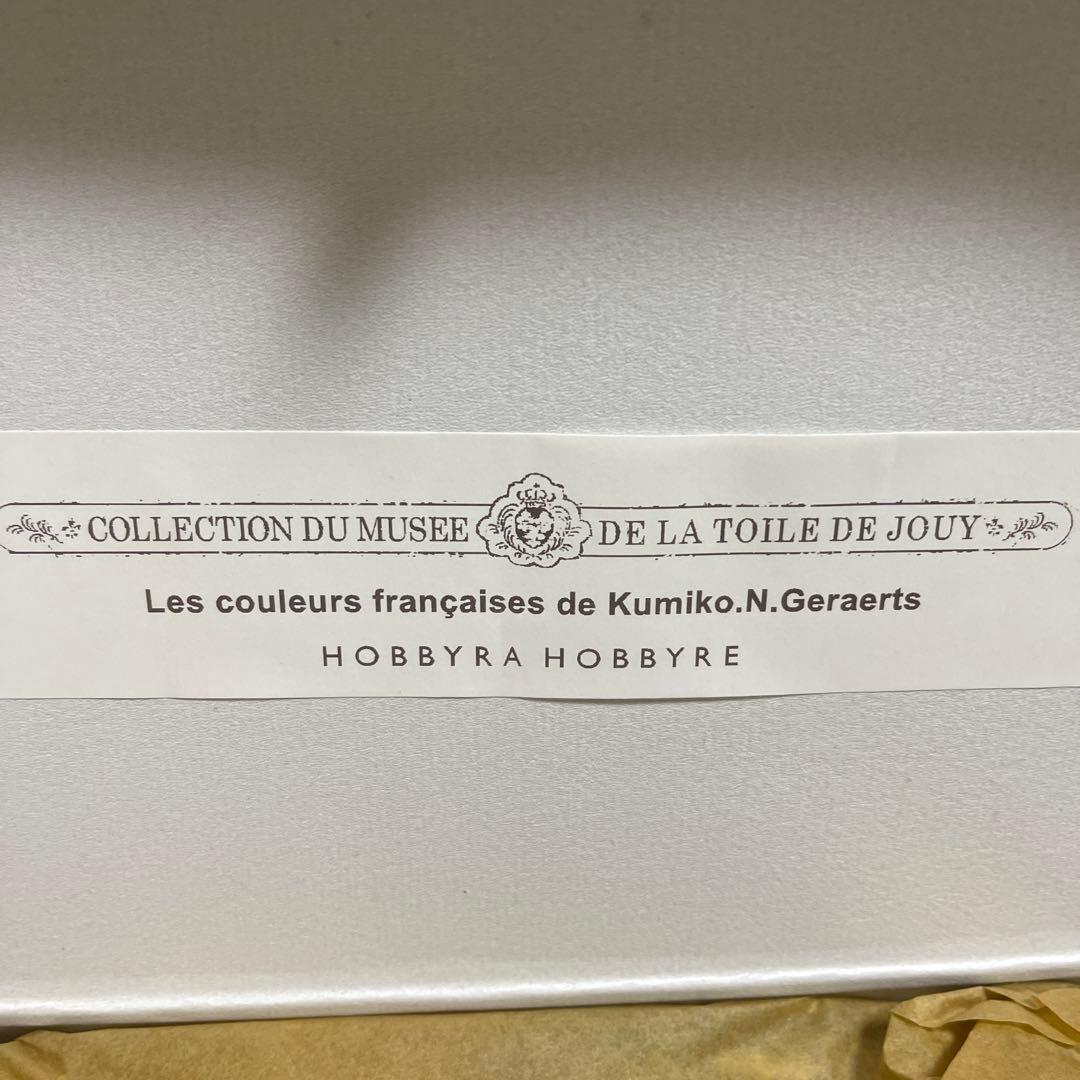 COLLECTION DU MUSEE DE LA TOILE DE JOUY
Les couleurs françaises de Kumiko.N.Geraerts
HOBBYRA HOBBYRE